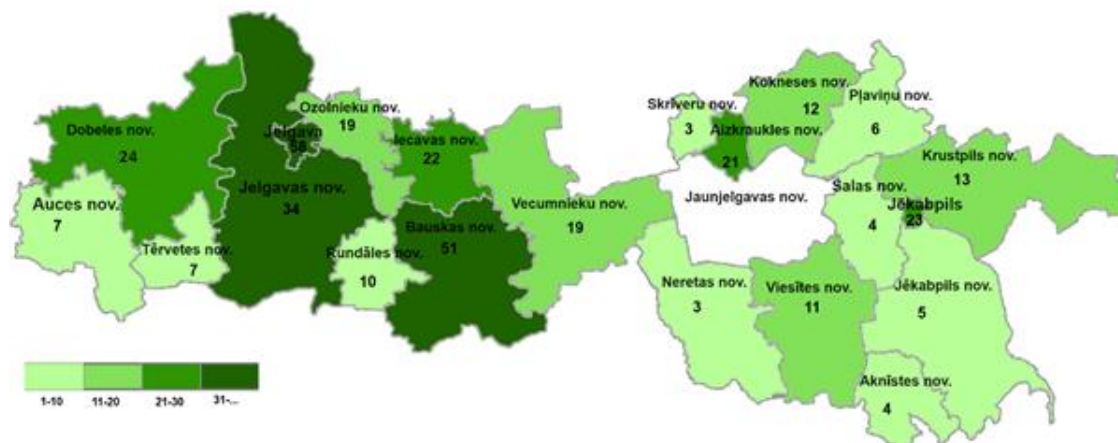 Kokneses nov.
12
Pļaviņu nov.
6
Skrīveru nov.
3
Aizkraukles nov.
21
Ozolnieku nov.
19
Jelgava
58
Dobeles nov.
24
Iecavas nov.
22
Krustpils nov.
13
Jelgavas nov.
34
Salas nov.
4
Jaunjelgavas nov.
Jēkabpils
23
Auces nov.
7
Vecumnieku nov.
19
Bauskas nov.
51
Tērvetes nov.
7
Rundāles nov.
10
Neretas nov.
3
Viesītes nov.
11
Jēkabpils nov.
5
Aknīstes nov.
4
1-10
11-20
21-30
31-...